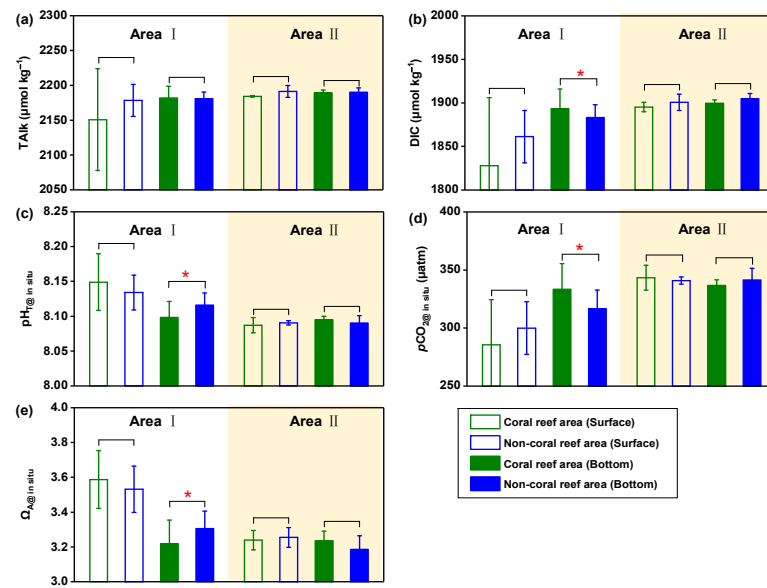 (a)
Area Ⅰ
Area Ⅱ
TAlk (μmol kg⁻¹)
2300
2250
2200
2150
2100
2050
(b)
Area Ⅰ
Area Ⅱ
DIC (μmol kg⁻¹)
2000
1950
1900
1850
1800
*
(c)
Area Ⅰ
Area Ⅱ
pH_T@ in situ
8.25
8.20
8.15
8.10
8.05
8.00
*
(d)
Area Ⅰ
Area Ⅱ
pCO₂@ in situ (μatm)
400
350
300
250
*
(e)
Area Ⅰ
Area Ⅱ
Ω_A@ in situ
4.0
3.8
3.6
3.4
3.2
3.0
*
Coral reef area (Surface)
Non-coral reef area (Surface)
Coral reef area (Bottom)
Non-coral reef area (Bottom)